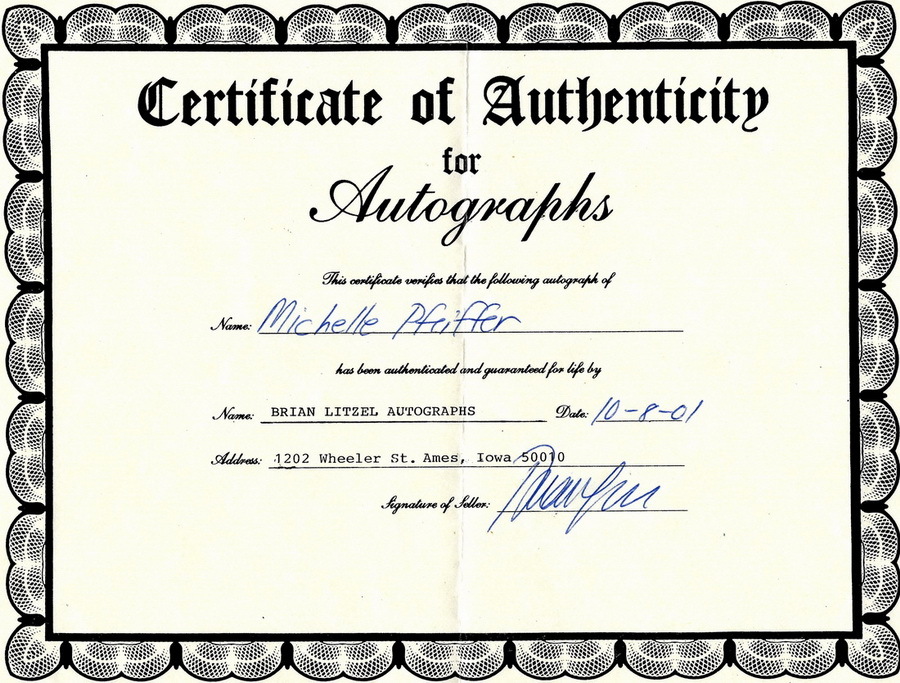 Certificate of Authenticity
for
Autographs
This certificate verifies that the following autograph of
Name: Michelle Pfeiffer
has been authenticated and guaranteed for life by
Name: BRIAN LITZEL AUTOGRAPHS Date: 10-8-01
Address: 1202 Wheeler St. Ames, Iowa 50010
Signature of Seller: